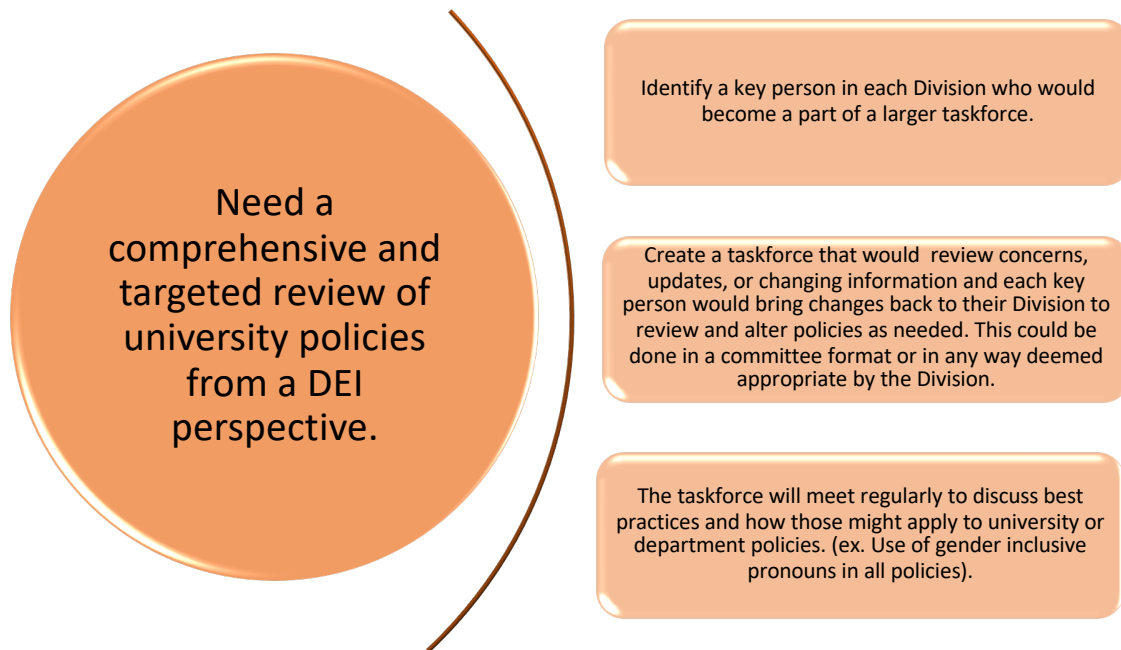 Need a
comprehensive and
targeted review of
university policies
from a DEI
perspective.
Identify a key person in each Division who would
become a part of a larger taskforce.
Create a taskforce that would  review concerns,
updates, or changing information and each key
person would bring changes back to their Division to
review and alter policies as needed. This could be
done in a committee format or in any way deemed
appropriate by the Division.
The taskforce will meet regularly to discuss best
practices and how those might apply to university or
department policies. (ex. Use of gender inclusive
pronouns in all policies).